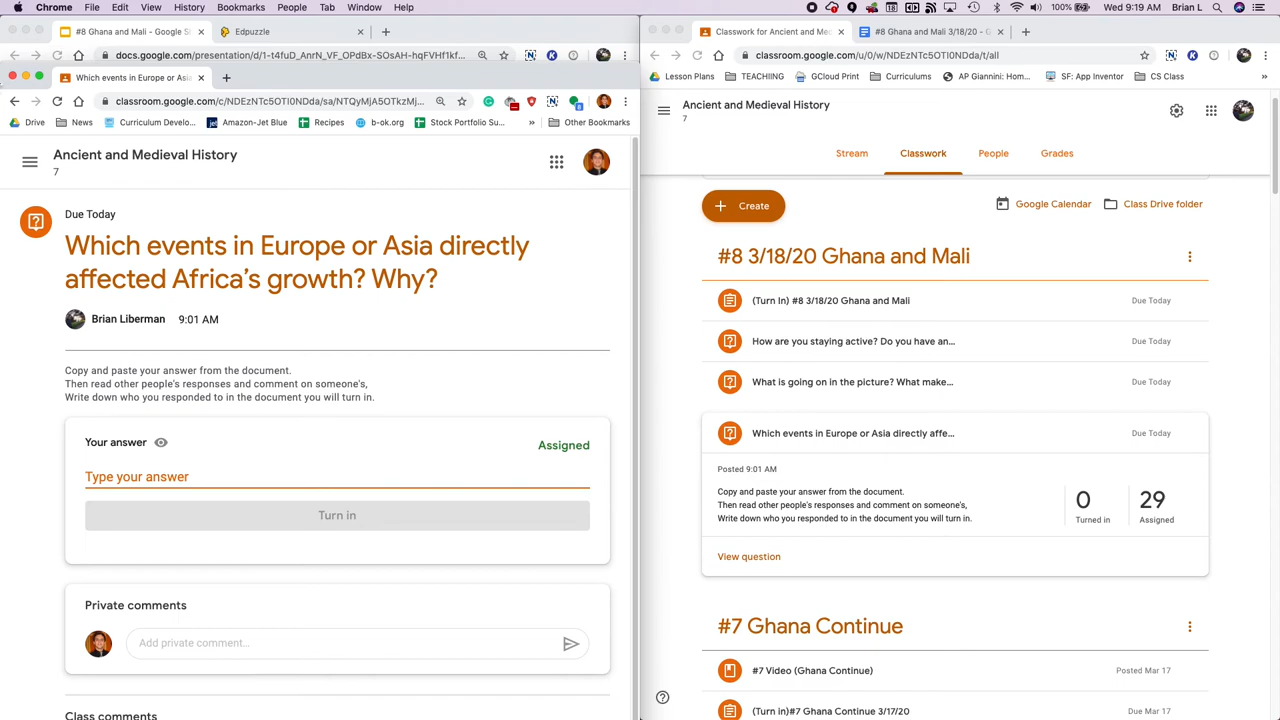 Chrome File Edit View History Bookmarks People Tab Window Help
18 100% Wed 9:19 AM Brian L
#8 Ghana and Mali - Google S
Edpuzzle
docs.google.com/presentation/d/1-t4fuD_AnrN_VF_OPdBx-SOsAH-hqFVHf1kf...
Which events in Europe or Asia
classroom.google.com/c/NDEzNTc5OTI0NDda/sa/NTQyMjA5OTkzMj...
Drive News Curriculum Develo... Amazon-Jet Blue Recipes b-ok.org Stock Portfolio Su... » Other Bookmarks
Ancient and Medieval History
7
Due Today
Which events in Europe or Asia directly
affected Africa's growth? Why?
Brian Liberman 9:01 AM
Copy and paste your answer from the document.
Then read other people's responses and comment on someone's,
Write down who you responded to in the document you will turn in.
Your answer
Assigned
Type your answer
Turn in
Private comments
Add private comment...
Class comments
Classwork for Ancient and Me
#8 Ghana and Mali 3/18/20 - G
classroom.google.com/u/0/w/NDEzNTc5OTI0NDda/t/all
Lesson Plans TEACHIING GCloud Print Curriculums AP Giannini: Hom... SF: App Inventor CS Class »
Ancient and Medieval History
7
Stream Classwork People Grades
Create
Google Calendar Class Drive folder
#8 3/18/20 Ghana and Mali
(Turn In) #8 3/18/20 Ghana and Mali Due Today
How are you staying active? Do you have an... Due Today
What is going on in the picture? What make... Due Today
Which events in Europe or Asia directly affe... Due Today
Posted 9:01 AM
Copy and paste your answer from the document.
Then read other people's responses and comment on someone's,
Write down who you responded to in the document you will turn in.
0 29
Turned in Assigned
View question
#7 Ghana Continue
#7 Video (Ghana Continue) Posted Mar 17
(Turn in)#7 Ghana Continue 3/17/20 Due Mar 17